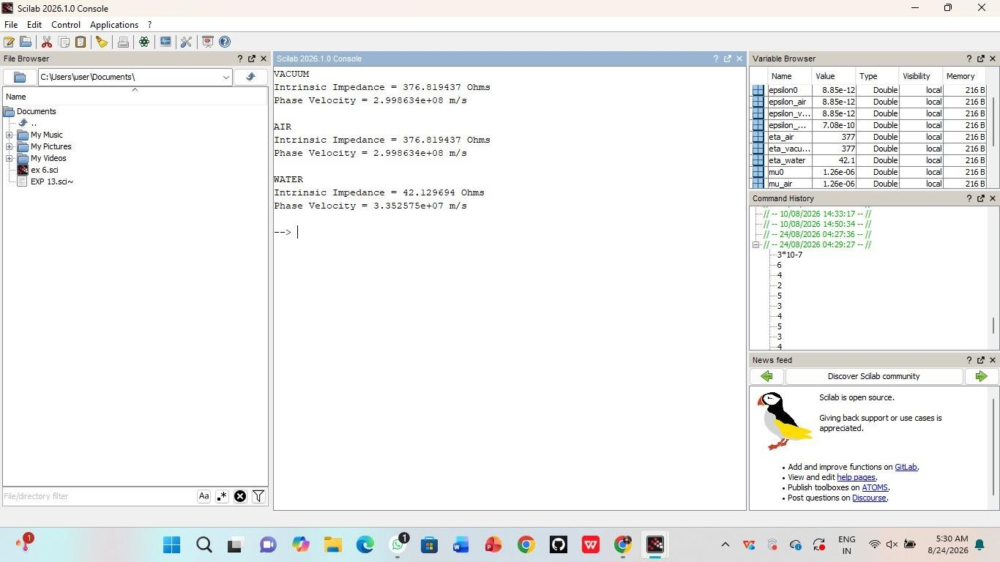 Scilab 2026.1.0 Console
File Edit Control Applications ?
File Browser ?
C:\Users\user\Documents\
Name
Documents
..
My Music
My Pictures
My Videos
ex 6.sci
EXP 13.sci~
File/directory filter
Aa .*
Scilab 2026.1.0 Console ?
VACUUM
Intrinsic Impedance = 376.819437 Ohms
Phase Velocity = 2.998634e+08 m/s
AIR
Intrinsic Impedance = 376.819437 Ohms
Phase Velocity = 2.998634e+08 m/s
WATER
Intrinsic Impedance = 42.129694 Ohms
Phase Velocity = 3.352575e+07 m/s
-->
Variable Browser ?
Name Value Type Visibility Memory
epsilon0 8.85e-12 Double local 216 B
epsilon_air 8.85e-12 Double local 216 B
epsilon_v... 8.85e-12 Double local 216 B
epsilon_... 7.08e-10 Double local 216 B
eta_air 377 Double local 216 B
eta_vacu... 377 Double local 216 B
eta_water 42.1 Double local 216 B
mu0 1.26e-06 Double local 216 B
mu_air 1.26e-06 Double local 216 B
Command History ?
// -- 10/08/2026 14:33:17 -- //
// -- 10/08/2026 14:50:34 -- //
// -- 24/08/2026 04:27:36 -- //
// -- 24/08/2026 04:29:27 -- //
3*10-7
6
4
2
5
3
4
5
3
4
News feed ?
Discover Scilab community
Scilab is open source.
Giving back support or use cases is
appreciated.
• Add and improve functions on GitLab.
• View and edit help pages.
• Publish toolboxes on ATOMS.
• Post questions on Discourse.
1
1
ENG
IN
5:30 AM
8/24/2026